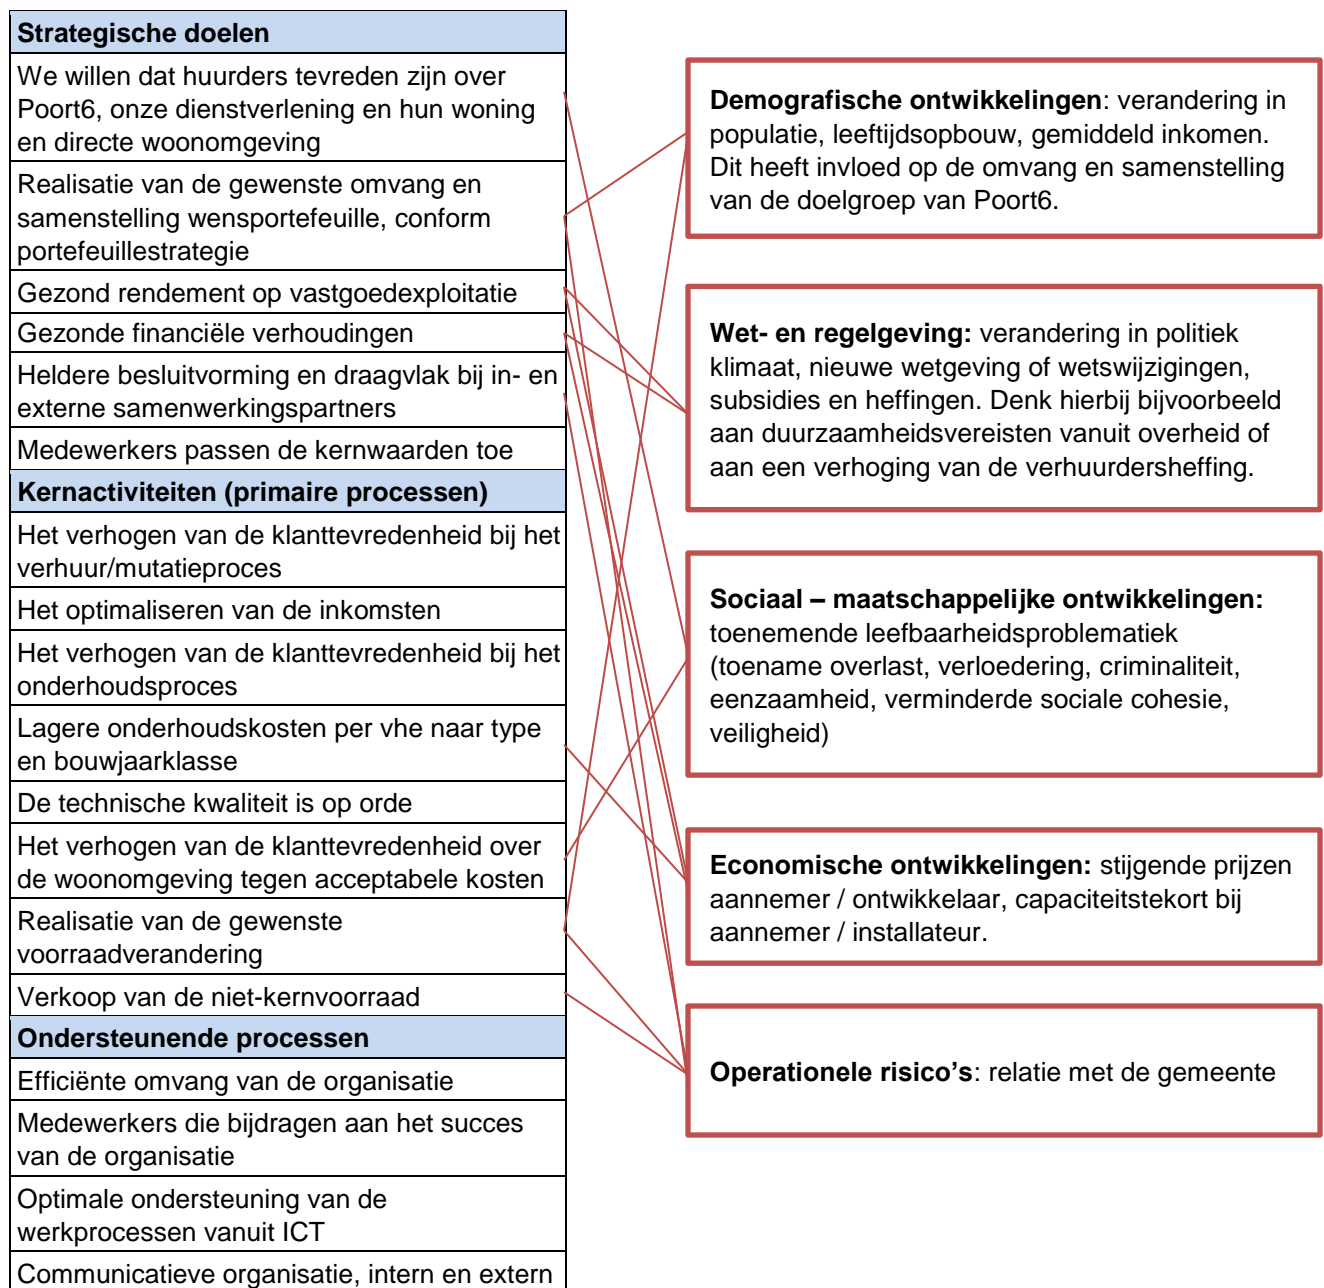 Strategische doelen
We willen dat huurders tevreden zijn over
Poort6, onze dienstverlening en hun woning
en directe woonomgeving
Realisatie van de gewenste omvang en
samenstelling wensportefeuille, conform
portefeuillestrategie
Gezond rendement op vastgoedexploitatie
Gezonde financiële verhoudingen
Heldere besluitvorming en draagvlak bij in- en
externe samenwerkingspartners
Medewerkers passen de kernwaarden toe
Kernactiviteiten (primaire processen)
Het verhogen van de klanttevredenheid bij het
verhuur/mutatieproces
Het optimaliseren van de inkomsten
Het verhogen van de klanttevredenheid bij het
onderhoudsproces
Lagere onderhoudskosten per vhe naar type
en bouwjaarklasse
De technische kwaliteit is op orde
Het verhogen van de klanttevredenheid over
de woonomgeving tegen acceptabele kosten
Realisatie van de gewenste
voorraadverandering
Verkoop van de niet-kernvoorraad
Ondersteunende processen
Efficiënte omvang van de organisatie
Medewerkers die bijdragen aan het succes
van de organisatie
Optimale ondersteuning van de
werkprocessen vanuit ICT
Communicatieve organisatie, intern en extern
Demografische ontwikkelingen: verandering in
populatie, leeftijdsopbouw, gemiddeld inkomen.
Dit heeft invloed op de omvang en samenstelling
van de doelgroep van Poort6.
Wet- en regelgeving: verandering in politiek
klimaat, nieuwe wetgeving of wetswijzigingen,
subsidies en heffingen. Denk hierbij bijvoorbeeld
aan duurzaamheidsvereisten vanuit overheid of
aan een verhoging van de verhuurdersheffing.
Sociaal – maatschappelijke ontwikkelingen:
toenemende leefbaarheidsproblematiek
(toename overlast, verloedering, criminaliteit,
eenzaamheid, verminderde sociale cohesie,
veiligheid)
Economische ontwikkelingen: stijgende prijzen
aannemer / ontwikkelaar, capaciteitstekort bij
aannemer / installateur.
Operationele risico’s: relatie met de gemeente